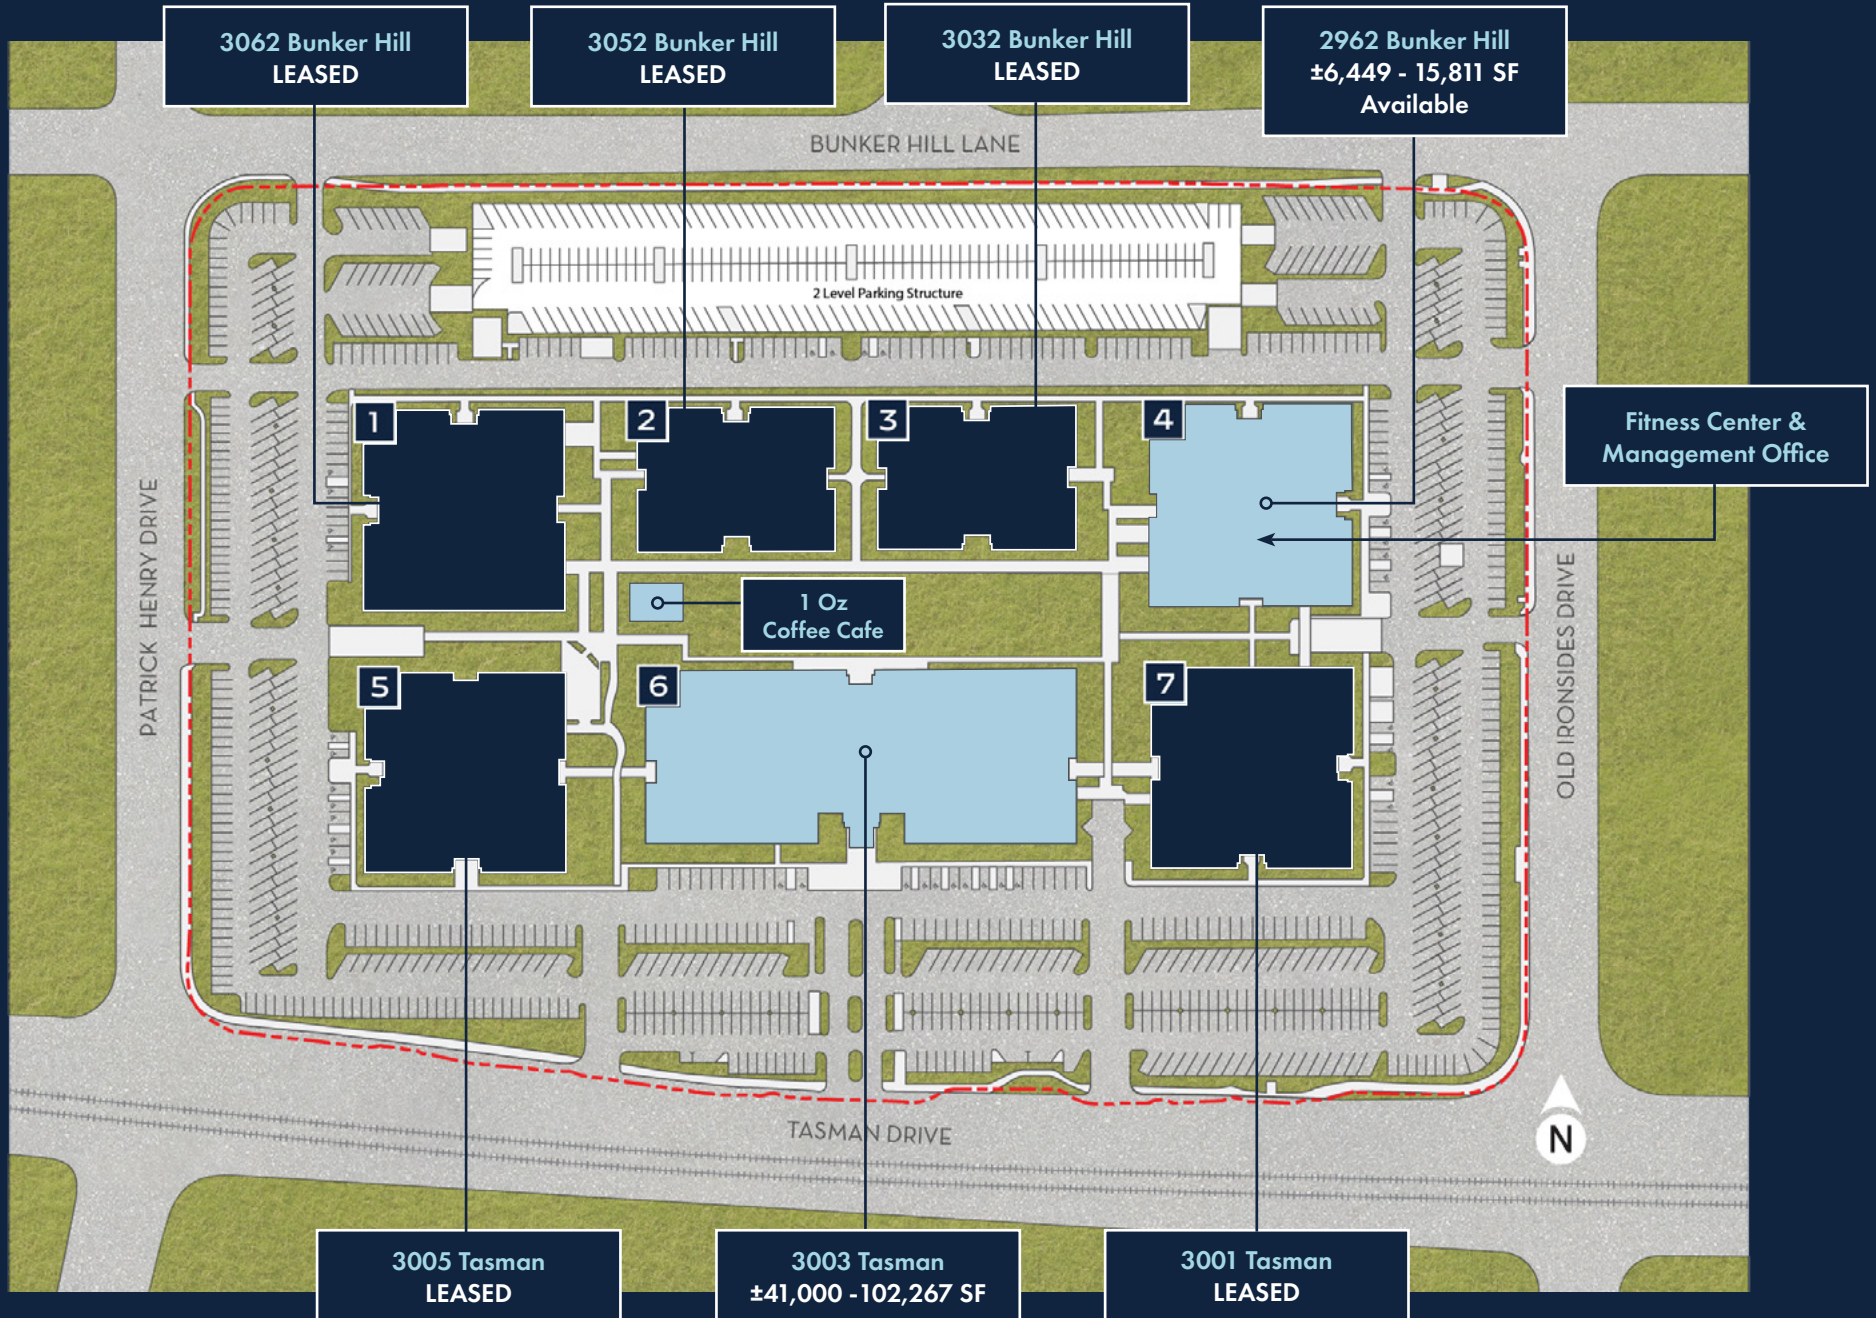 3062 Bunker Hill
LEASED
3052 Bunker Hill
LEASED
3032 Bunker Hill
LEASED
2962 Bunker Hill
±6,449 - 15,811 SF
Available
BUNKER HILL LANE
2 Level Parking Structure
1
2
3
4
Fitness Center &
Management Office
PATRICK HENRY DRIVE
OLD IRONSIDES DRIVE
1 Oz
Coffee Cafe
5
6
7
TASMAN DRIVE
N
3005 Tasman
LEASED
3003 Tasman
±41,000 -102,267 SF
3001 Tasman
LEASED